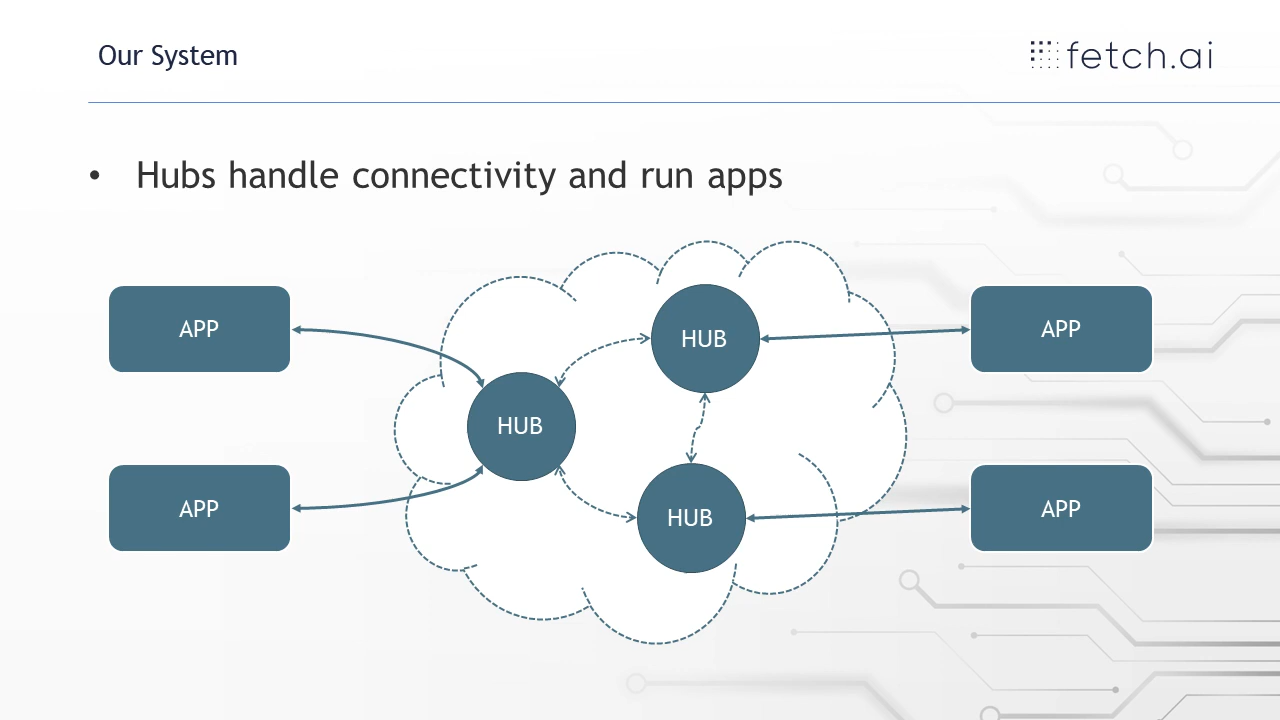 Our System
fetch.ai
• Hubs handle connectivity and run apps
APP
HUB
APP
HUB
APP
HUB
APP